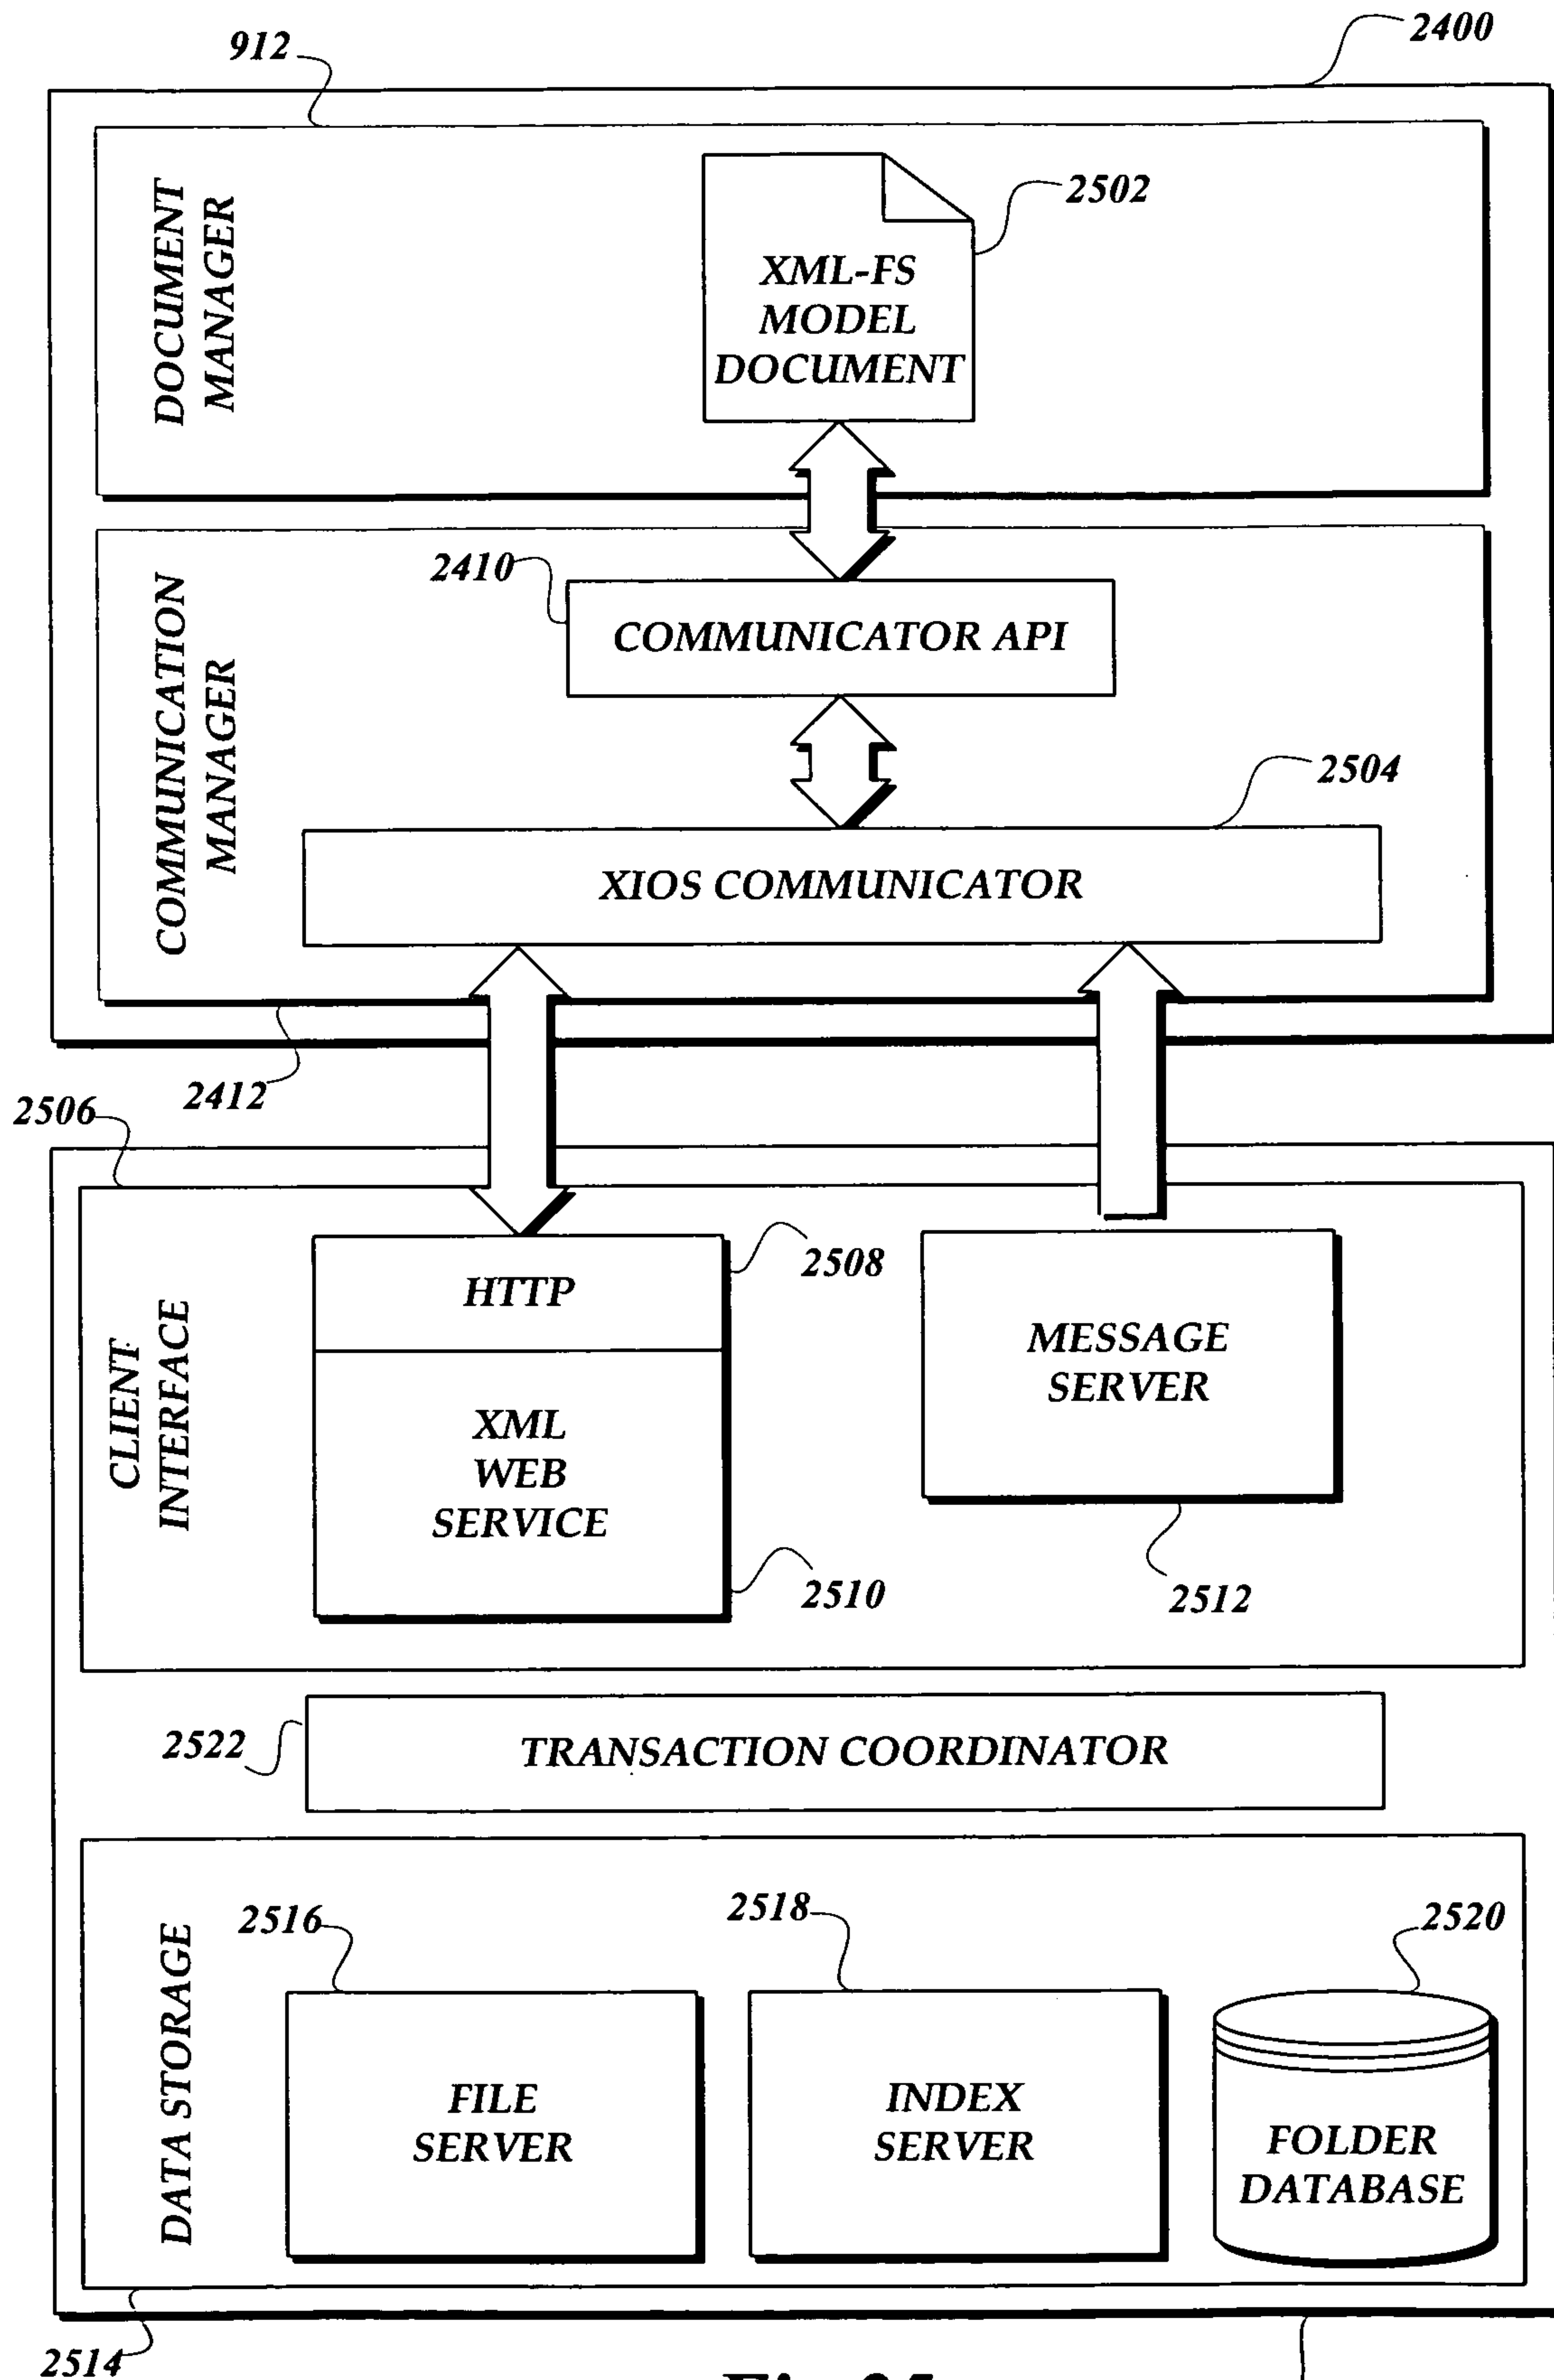 2400
912
DOCUMENT
MANAGER
2502
XML-FS
MODEL
DOCUMENT
COMMUNICATION
MANAGER
2410
COMMUNICATOR API
2504
XIOS COMMUNICATOR
2412
2506
CLIENT
INTERFACE
HTTP
2508
XML
WEB
SERVICE
2510
MESSAGE
SERVER
2512
2522
TRANSACTION COORDINATOR
DATA STORAGE
2516
FILE
SERVER
2518
INDEX
SERVER
2520
FOLDER
DATABASE
2514